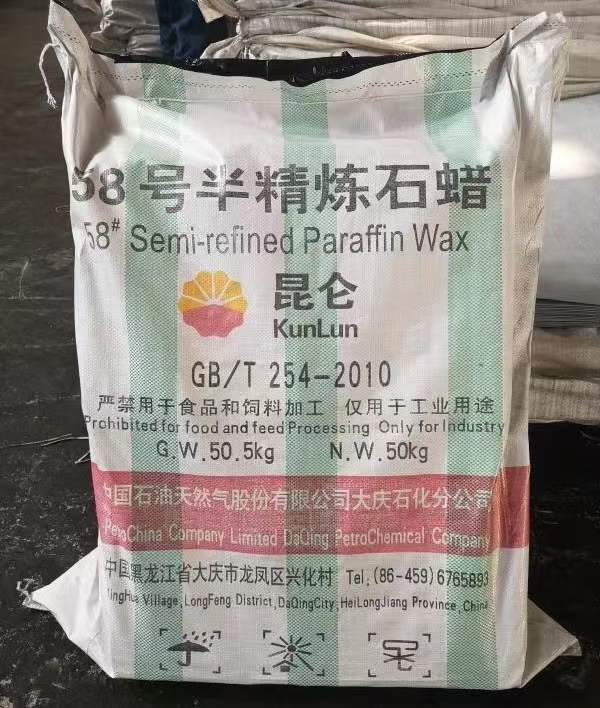 58号半精炼石蜡
58# Semi-refined Paraffin Wax
昆仑
KunLun
GB/T 254-2010
严禁用于食品和饲料加工 仅用于工业用途
Prohibited for food and feed Processing Only for Industry
G.W.50.5kg N.W.50kg
中国石油天然气股份有限公司大庆石化分公司
PetroChina Company Limited DaQing PetroChemical Company
中国黑龙江省大庆市龙凤区兴化村 Tel,(86-459)6765893
XingHua Village,LongFeng District,DaQingCity,HeiLongJiang Province,China